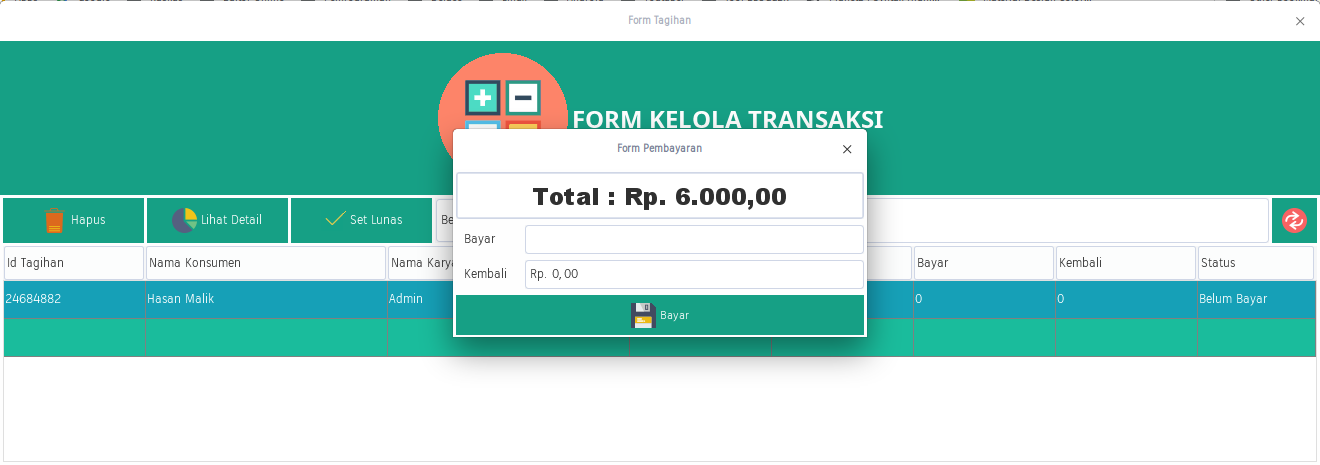 Form Tagihan
FORM KELOLA TRANSAKSI
Form Pembayaran
Total : Rp. 6.000,00
Bayar
Kembali Rp. 0,00
Bayar
Hapus Lihat Detail Set Lunas Be
Id Tagihan Nama Konsumen Nama Karya Bayar Kembali Status
24684882 Hasan Malik Admin 0 0 Belum Bayar